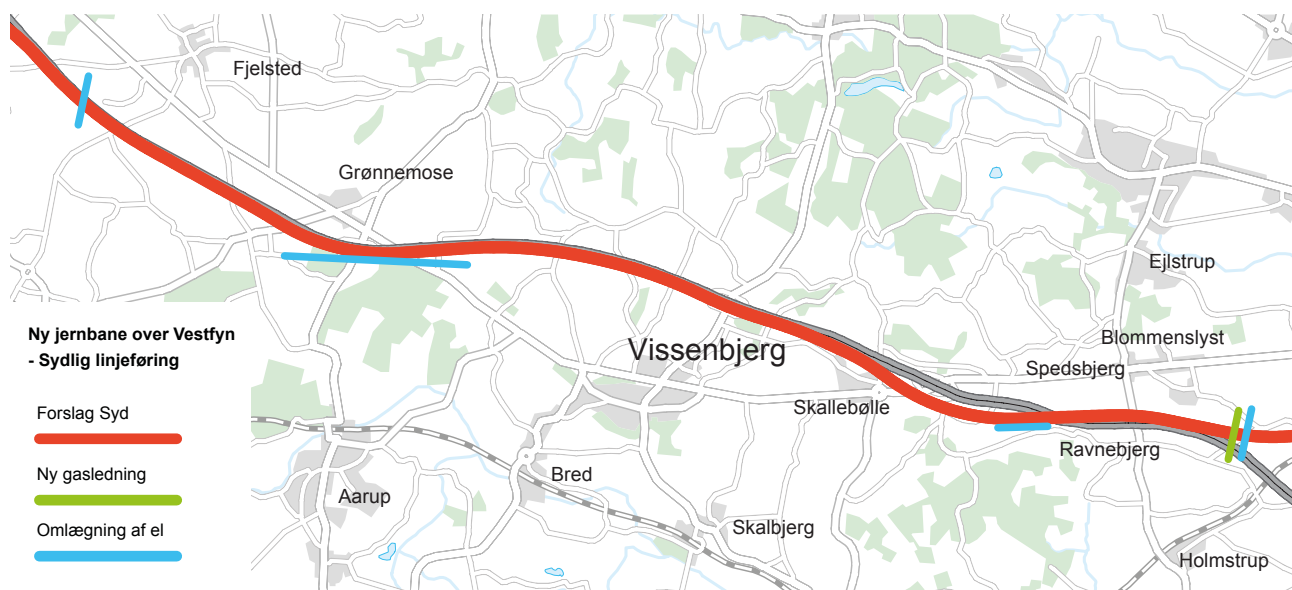 Fjelsted
Grønnemose
Ejlstrup
Ny jernbane over Vestfyn
- Sydlig linjeføring
Blommenslyst
Vissenbjerg
Spedsbjerg
Forslag Syd
Skallebølle
Ravnebjerg
Ny gasledning
Bred
Aarup
Omlægning af el
Skalbjerg
Holmstrup